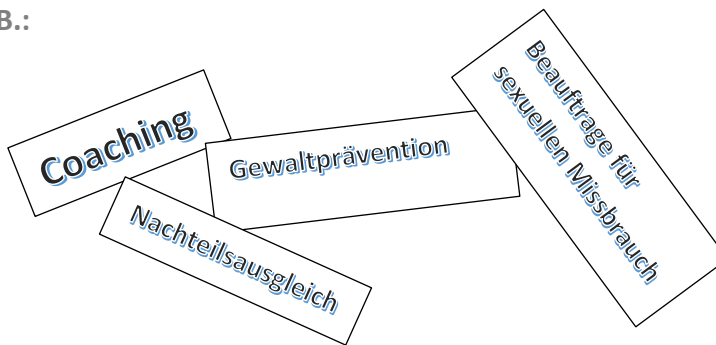 B.:
Coaching
Gewaltprävention
Nachteilsausgleich
Beauftrage für
sexuellen Missbrauch